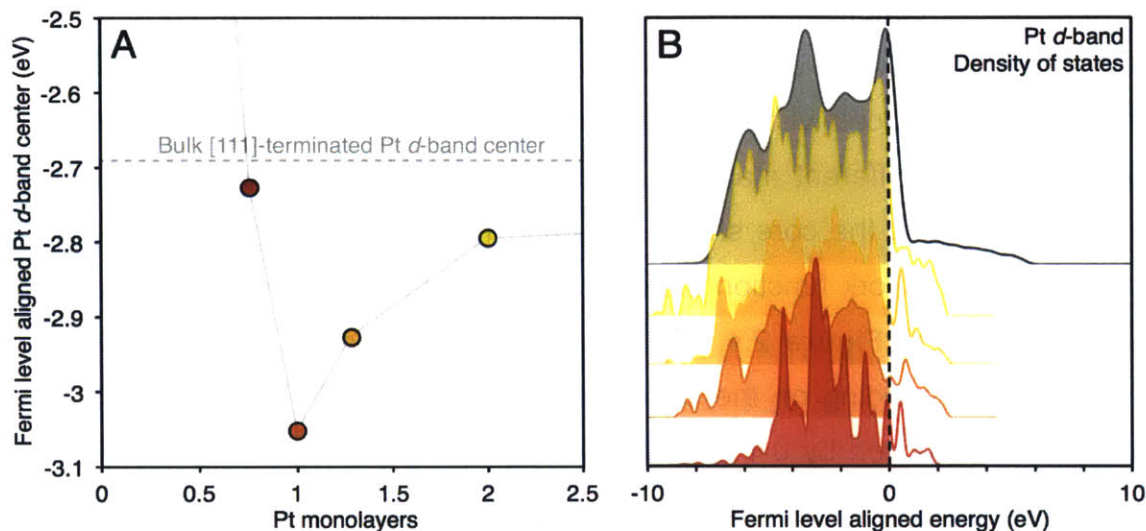 A
Fermi level aligned Pt d-band center (eV)
-2.5
-2.6
-2.7
-2.8
-2.9
-3
-3.1
Bulk [111]-terminated Pt d-band center
0
0.5
1
1.5
2
2.5
Pt monolayers
B
Pt d-band
Density of states
-10
0
10
Fermi level aligned energy (eV)